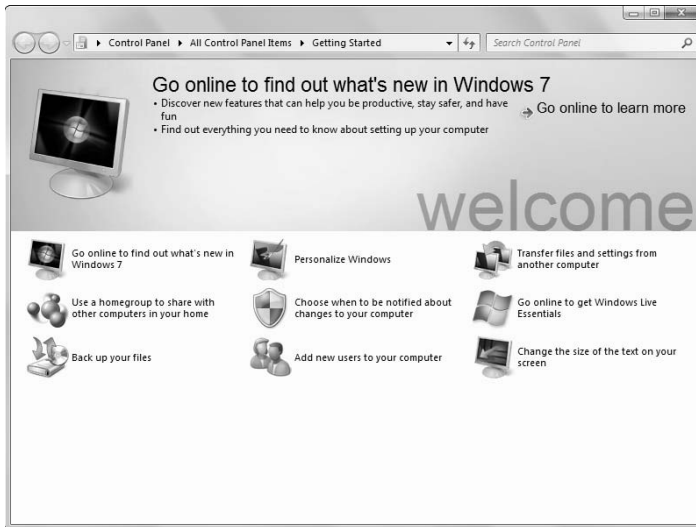 Control Panel ▸ All Control Panel Items ▸ Getting Started
Search Control Panel
Go online to find out what's new in Windows 7
• Discover new features that can help you be productive, stay safer, and have
fun
• Find out everything you need to know about setting up your computer
Go online to learn more
welcome
Go online to find out what's new in
Windows 7
Personalize Windows
Transfer files and settings from
another computer
Use a homegroup to share with
other computers in your home
Choose when to be notified about
changes to your computer
Go online to get Windows Live
Essentials
Back up your files
Add new users to your computer
Change the size of the text on your
screen